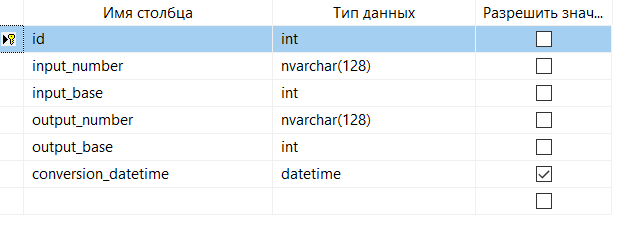 Имя столбца Тип данных Разрешить знач...
id int
input_number nvarchar(128)
input_base int
output_number nvarchar(128)
output_base int
conversion_datetime datetime